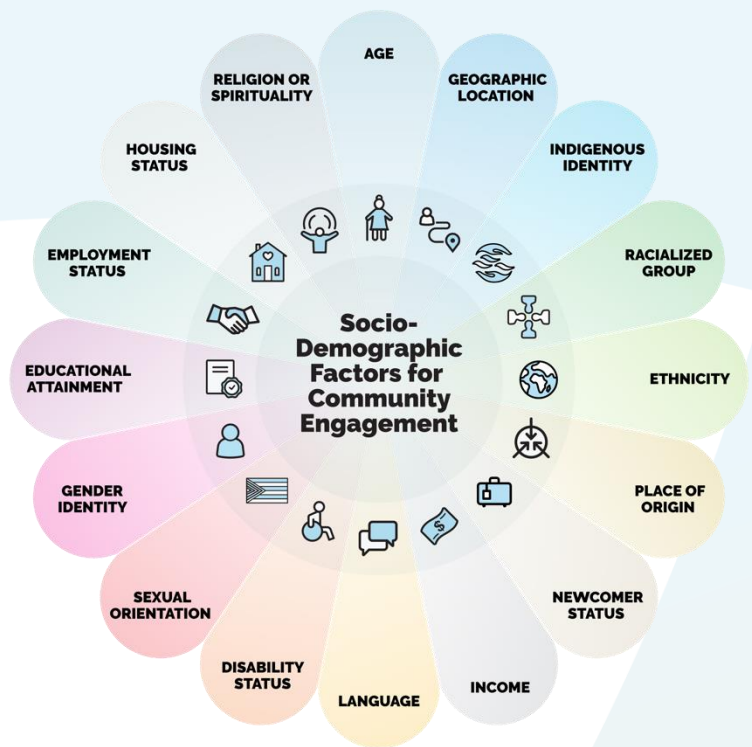 AGE
GEOGRAPHIC
LOCATION
INDIGENOUS
IDENTITY
RACIALIZED
GROUP
ETHNICITY
PLACE OF
ORIGIN
NEWCOMER
STATUS
INCOME
LANGUAGE
DISABILITY
STATUS
SEXUAL
ORIENTATION
GENDER
IDENTITY
EDUCATIONAL
ATTAINMENT
EMPLOYMENT
STATUS
HOUSING
STATUS
RELIGION OR
SPIRITUALITY
Socio-
Demographic
Factors for
Community
Engagement
$